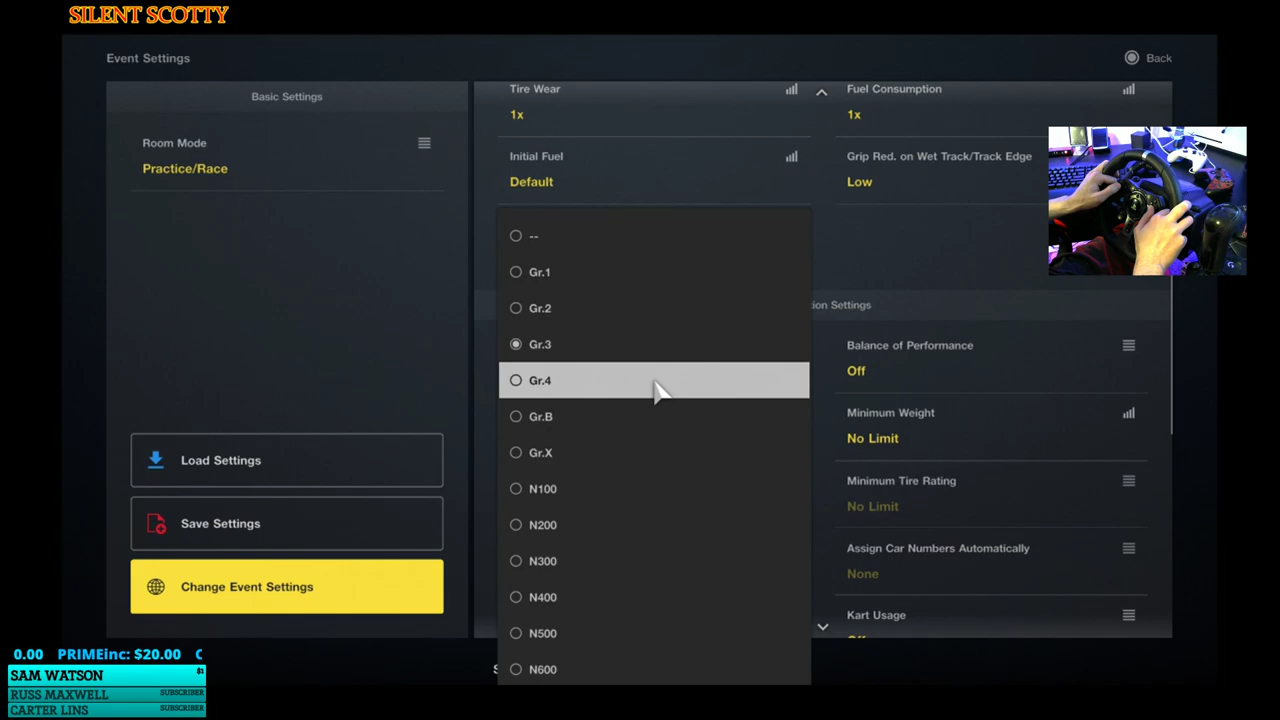 SILENT SCOTTY
Event Settings
Back
Basic Settings
Room Mode
Practice/Race
Load Settings
Save Settings
Change Event Settings
Tire Wear
1x
Fuel Consumption
1x
Initial Fuel
Default
Grip Red. on Wet Track/Track Edge
Low
--
Gr.1
Gr.2
Gr.3
Gr.4
Gr.B
Gr.X
N100
N200
N300
N400
N500
N600
ion Settings
Balance of Performance
Off
Minimum Weight
No Limit
Minimum Tire Rating
No Limit
Assign Car Numbers Automatically
None
Kart Usage
0.00 PRIMEinc: $20.00 C
SAM WATSON $1
RUSS MAXWELL SUBSCRIBER
CARTER LINS SUBSCRIBER